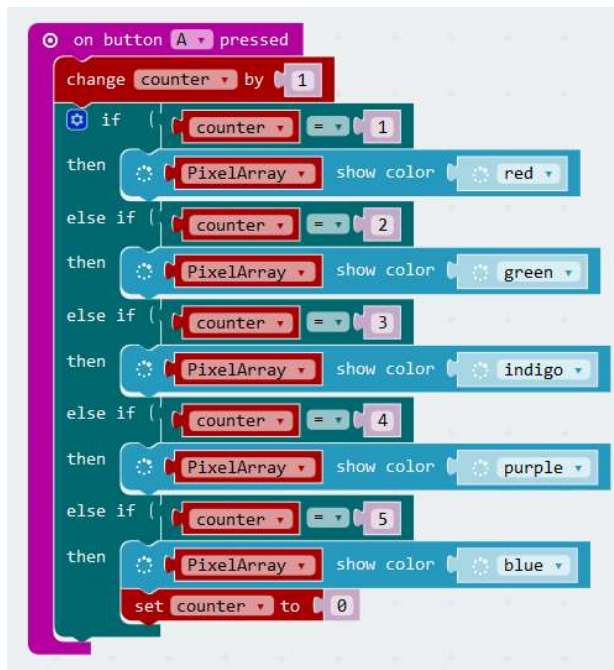 on button A pressed
change counter by 1
if counter = 1
then PixelArray show color red
else if counter = 2
then PixelArray show color green
else if counter = 3
then PixelArray show color indigo
else if counter = 4
then PixelArray show color purple
else if counter = 5
then PixelArray show color blue
set counter to 0